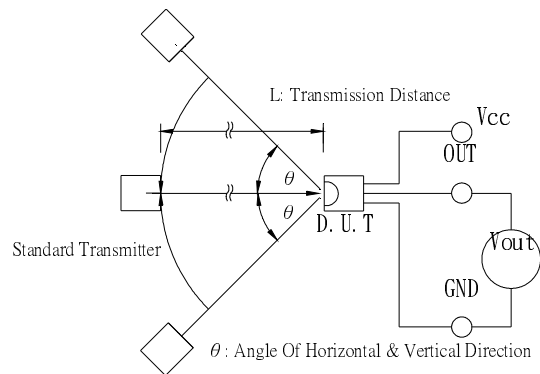 L: Transmission Distance
Vcc
OUT
θ
θ
D. U. T
Standard Transmitter
Vout
GND
θ : Angle Of Horizontal & Vertical Direction